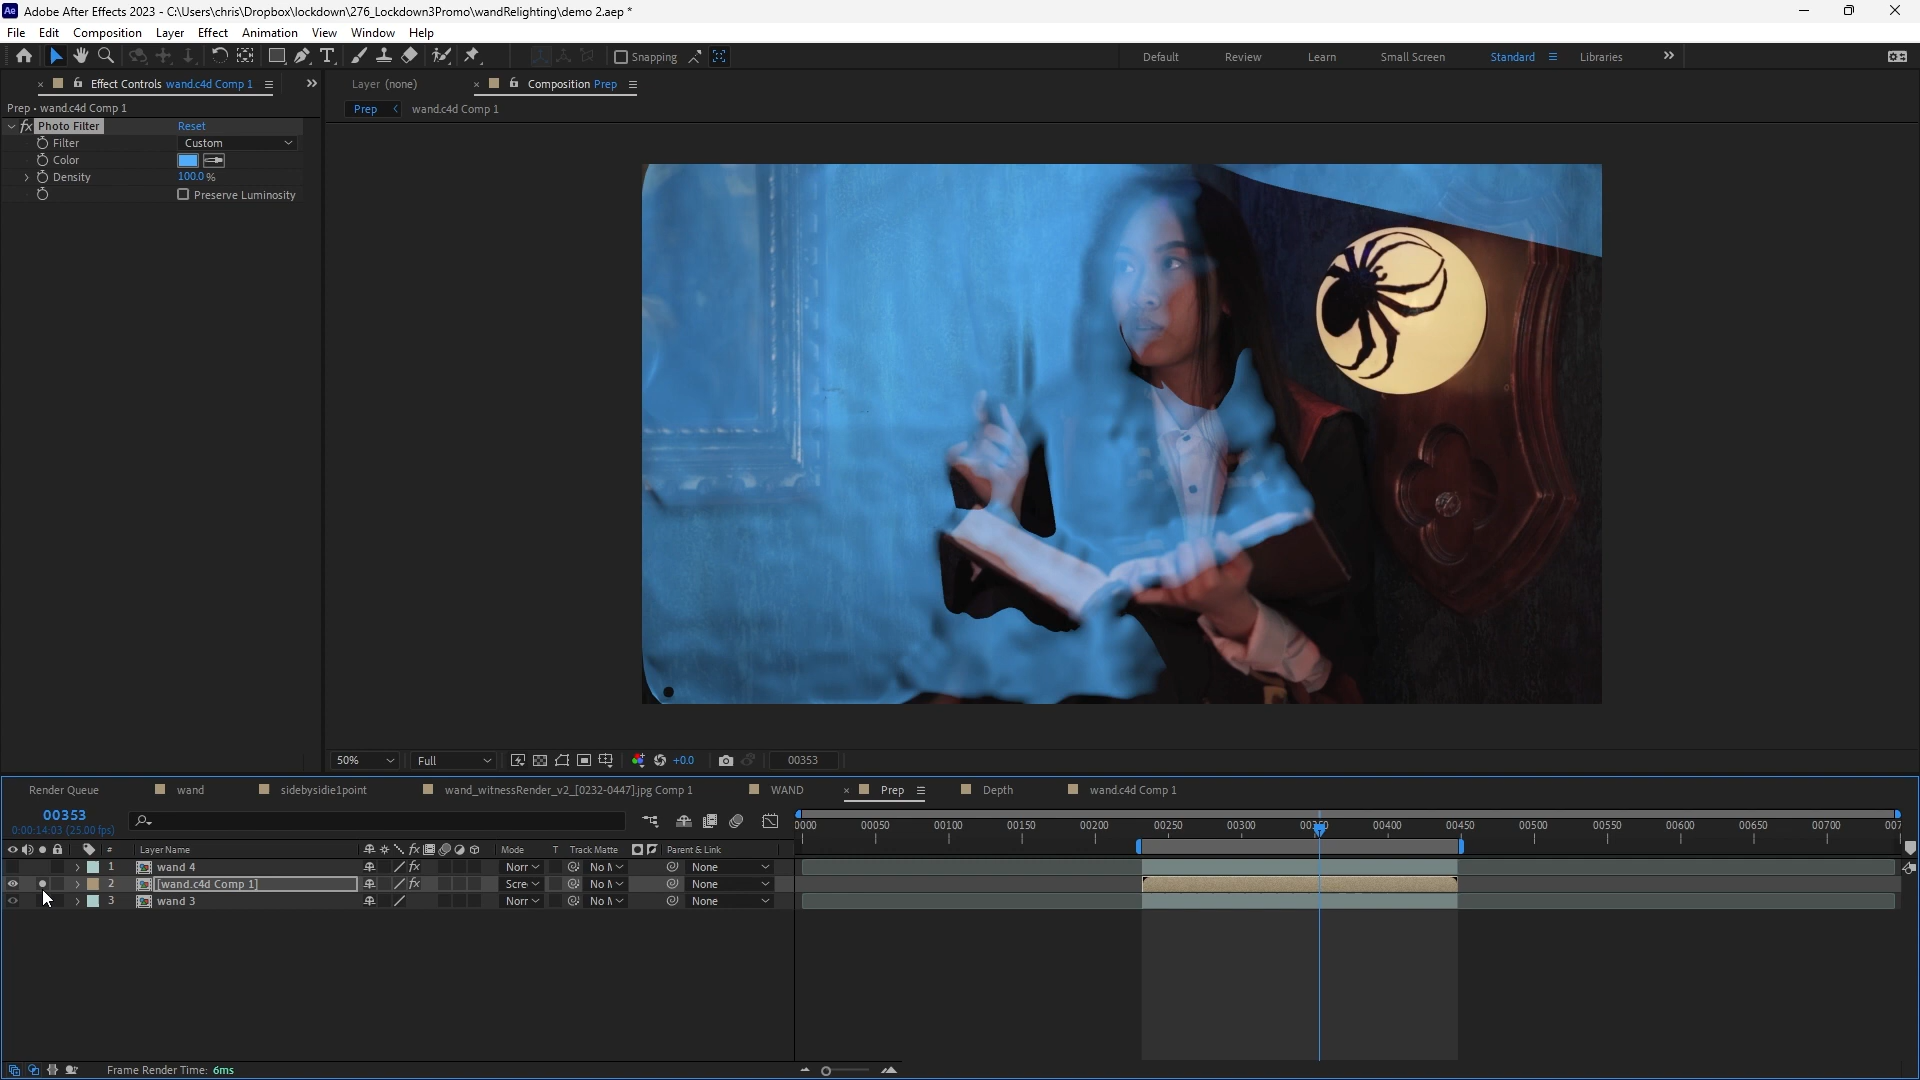 Adobe After Effects 2023 - C:\Users\chris\Dropbox\lockdown\276_Lockdown3Promo\wandRelighting\demo 2.aep *
File Edit Composition Layer Effect Animation View Window Help
Snapping Default Review Learn Small Screen Standard Libraries
Effect Controls wand.c4d Comp 1 Layer (none) Composition Prep
Prep • wand.c4d Comp 1
Prep wand.c4d Comp 1
fx Photo Filter Reset
Filter Custom
Color
Density 100.0 %
Preserve Luminosity
50% Full +0.0 00353
Render Queue wand sidebysidie1point wand_witnessRender_v2_[0232-0447].jpg Comp 1 WAND Prep Depth wand.c4d Comp 1
00353
0:00:14:03 (25.00 fps)
0000 00050 00100 00150 00200 00250 00300 00400 00450 00500 00550 00600 00650 00700 007
# Layer Name fx Mode T Track Matte Parent & Link
1 wand 4 fx Norr No M None
2 [wand.c4d Comp 1] fx Scre No M None
3 wand 3 Norr No M None
Frame Render Time: 6ms